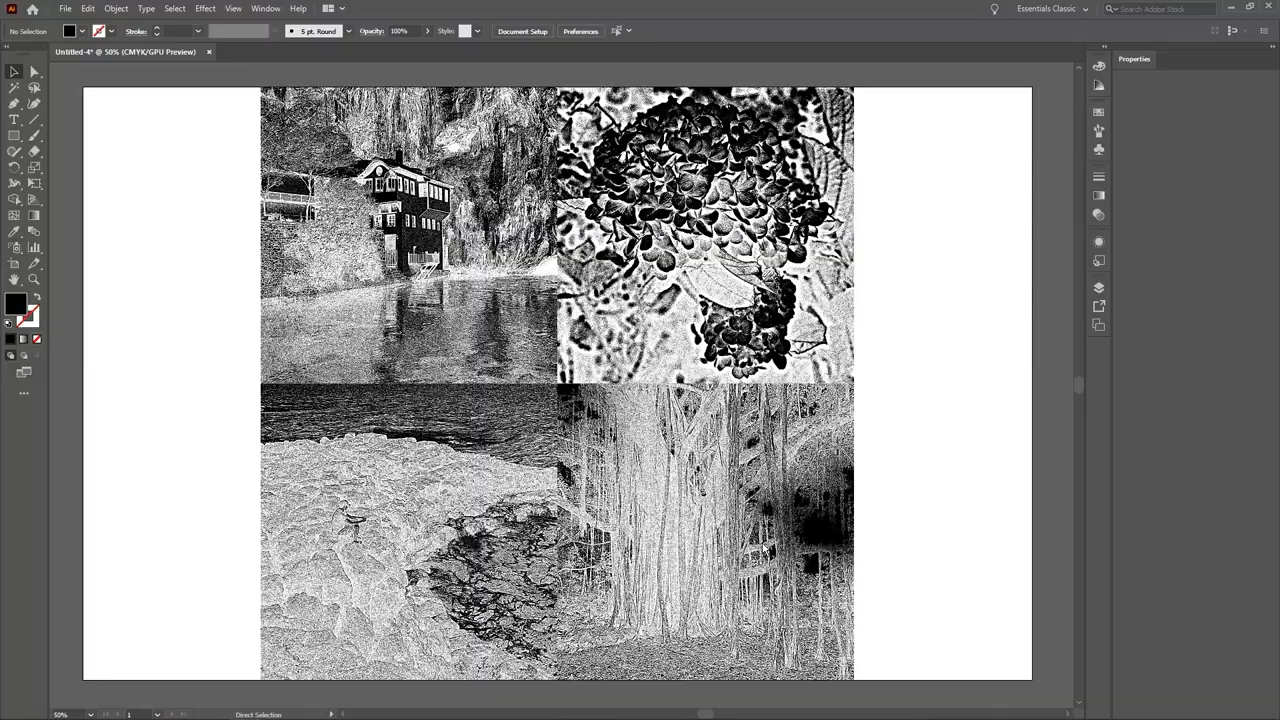 Ai File Edit Object Type Select Effect View Window Help Essentials Classic Search Adobe Stock
No Selection Stroke: 5 pt. Round Opacity: 100% Style: Document Setup Preferences
Untitled-4* @ 50% (CMYK/GPU Preview) ×
Properties
50% 1 Direct Selection